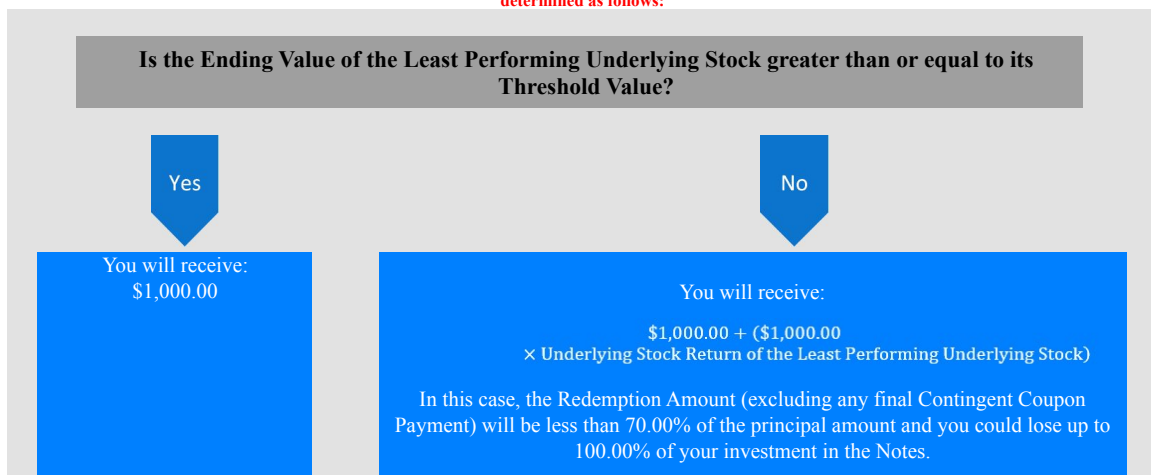 determined as follows:
Is the Ending Value of the Least Performing Underlying Stock greater than or equal to its
Threshold Value?
Yes
No
You will receive:
$1,000.00
You will receive:
$1,000.00 + ($1,000.00
× Underlying Stock Return of the Least Performing Underlying Stock)
In this case, the Redemption Amount (excluding any final Contingent Coupon
Payment) will be less than 70.00% of the principal amount and you could lose up to
100.00% of your investment in the Notes.